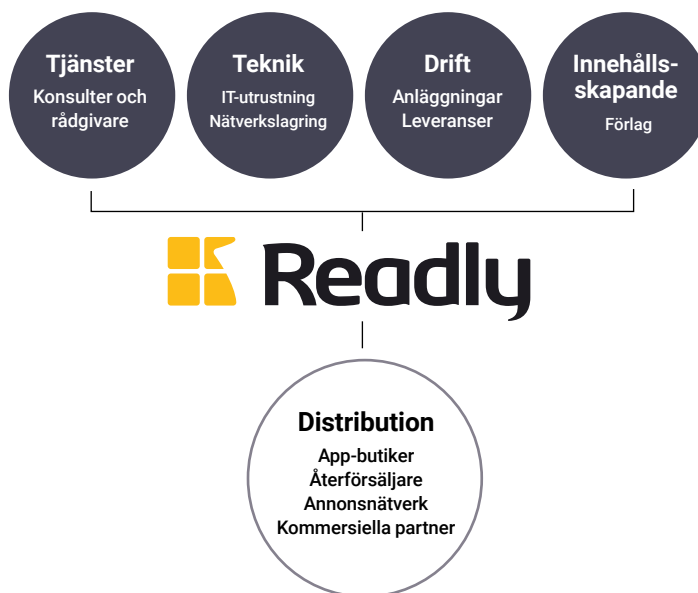 Tjänster
Konsulter och
rådgivare
Teknik
IT-utrustning
Nätverkslagring
Drift
Anläggningar
Leveranser
Innehålls-
skapande
Förlag
Readly
Distribution
App-butiker
Återförsäljare
Annonsnätverk
Kommersiella partner